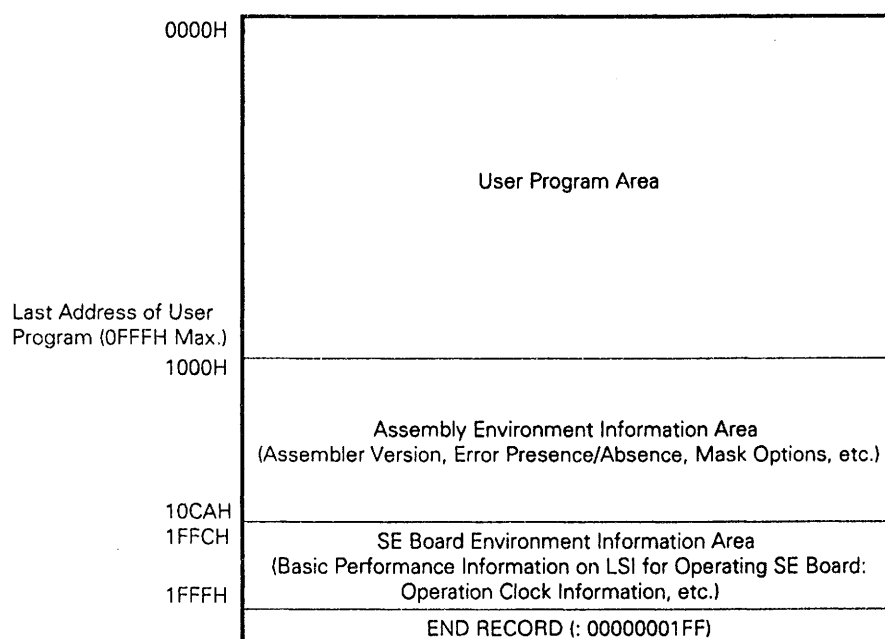 0000H
User Program Area
Last Address of User
Program (0FFFH Max.)
1000H
Assembly Environment Information Area
(Assembler Version, Error Presence/Absence, Mask Options, etc.)
10CAH
1FFCH
SE Board Environment Information Area
(Basic Performance Information on LSI for Operating SE Board:
Operation Clock Information, etc.)
1FFFH
END RECORD (: 00000001FF)